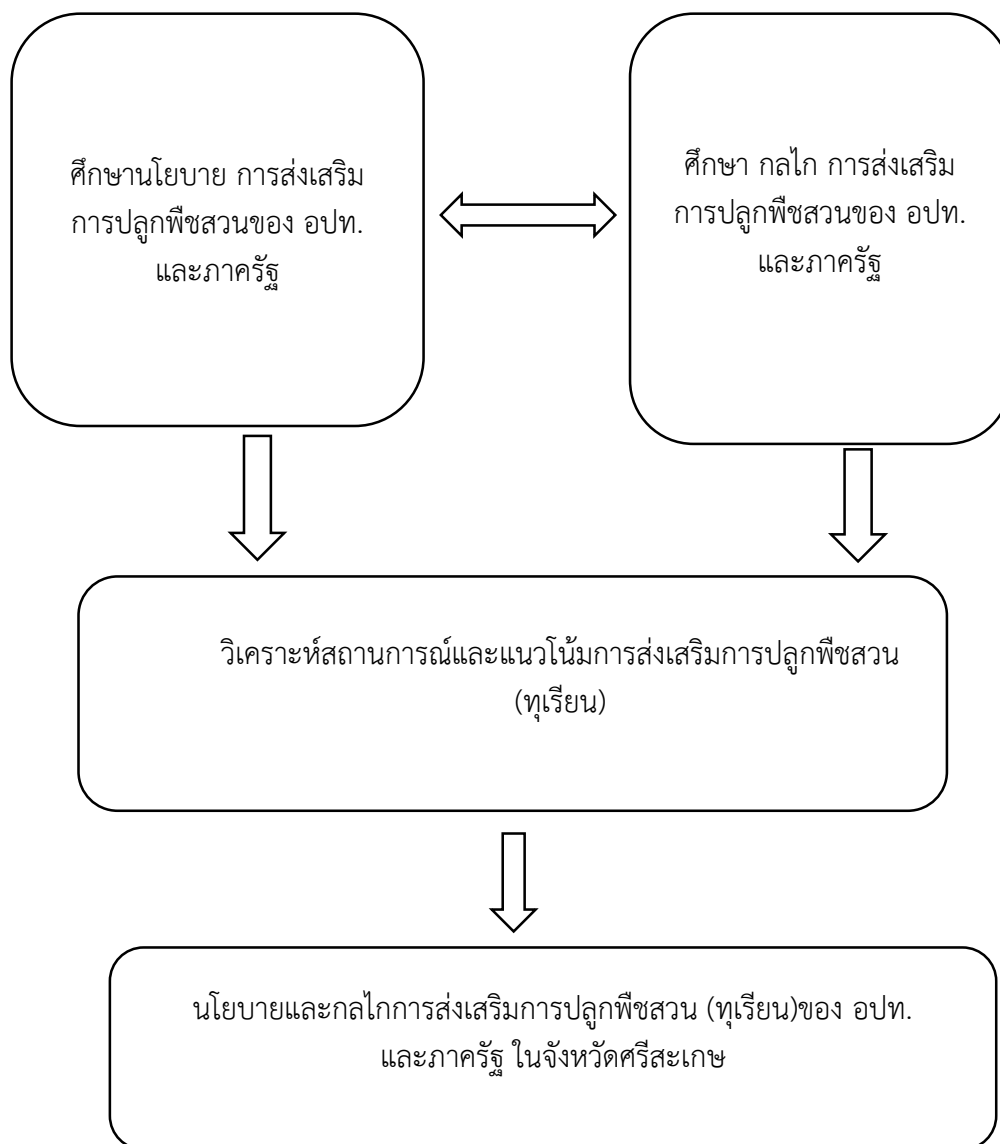 ศึกษานโยบาย การส่งเสริม
การปลูกพืชสวนของ อปท.
และภาครัฐ
ศึกษา กลไก การส่งเสริม
การปลูกพืชสวนของ อปท.
และภาครัฐ
วิเคราะห์สถานการณ์และแนวโน้มการส่งเสริมการปลูกพืชสวน
(ทุเรียน)
นโยบายและกลไกการส่งเสริมการปลูกพืชสวน (ทุเรียน)ของ อปท.
และภาครัฐ ในจังหวัดศรีสะเกษ